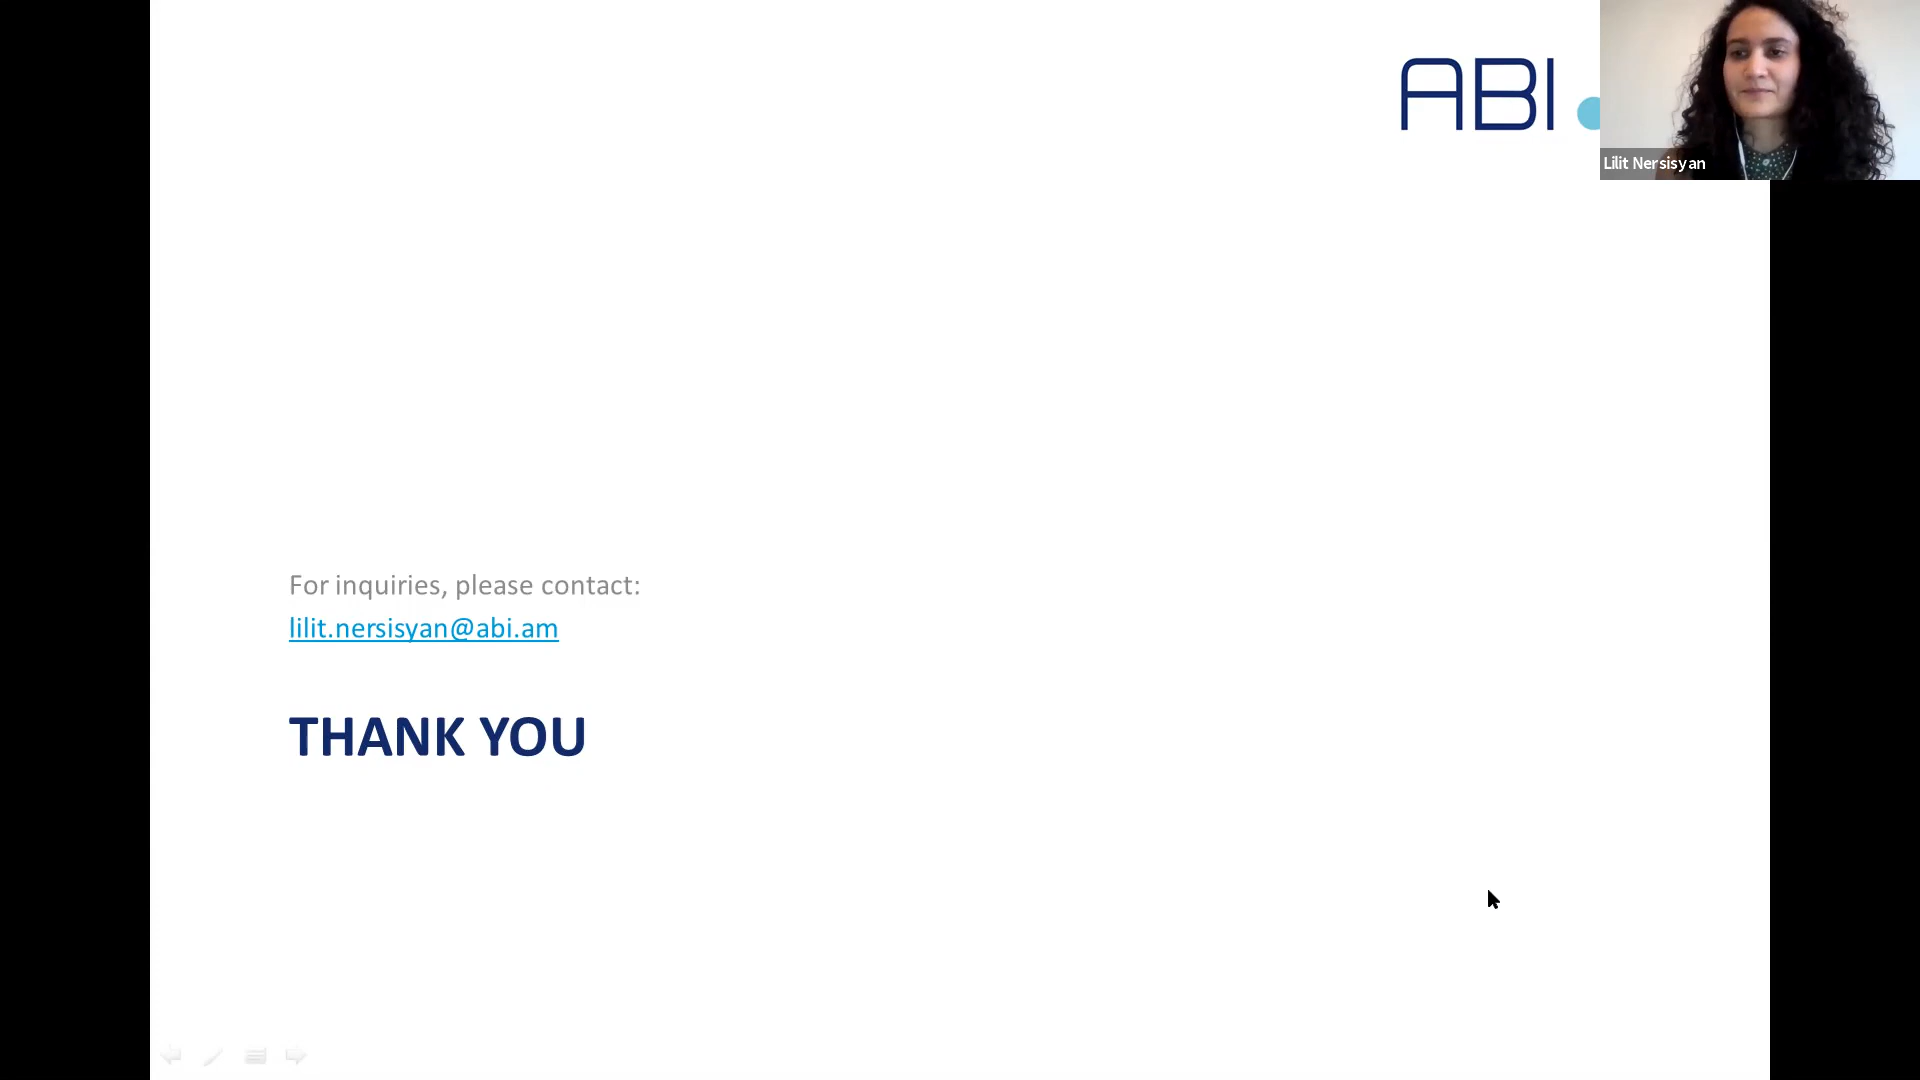 ABI
Lilit Nersisyan
For inquiries, please contact:
lilit.nersisyan@abi.am
THANK YOU